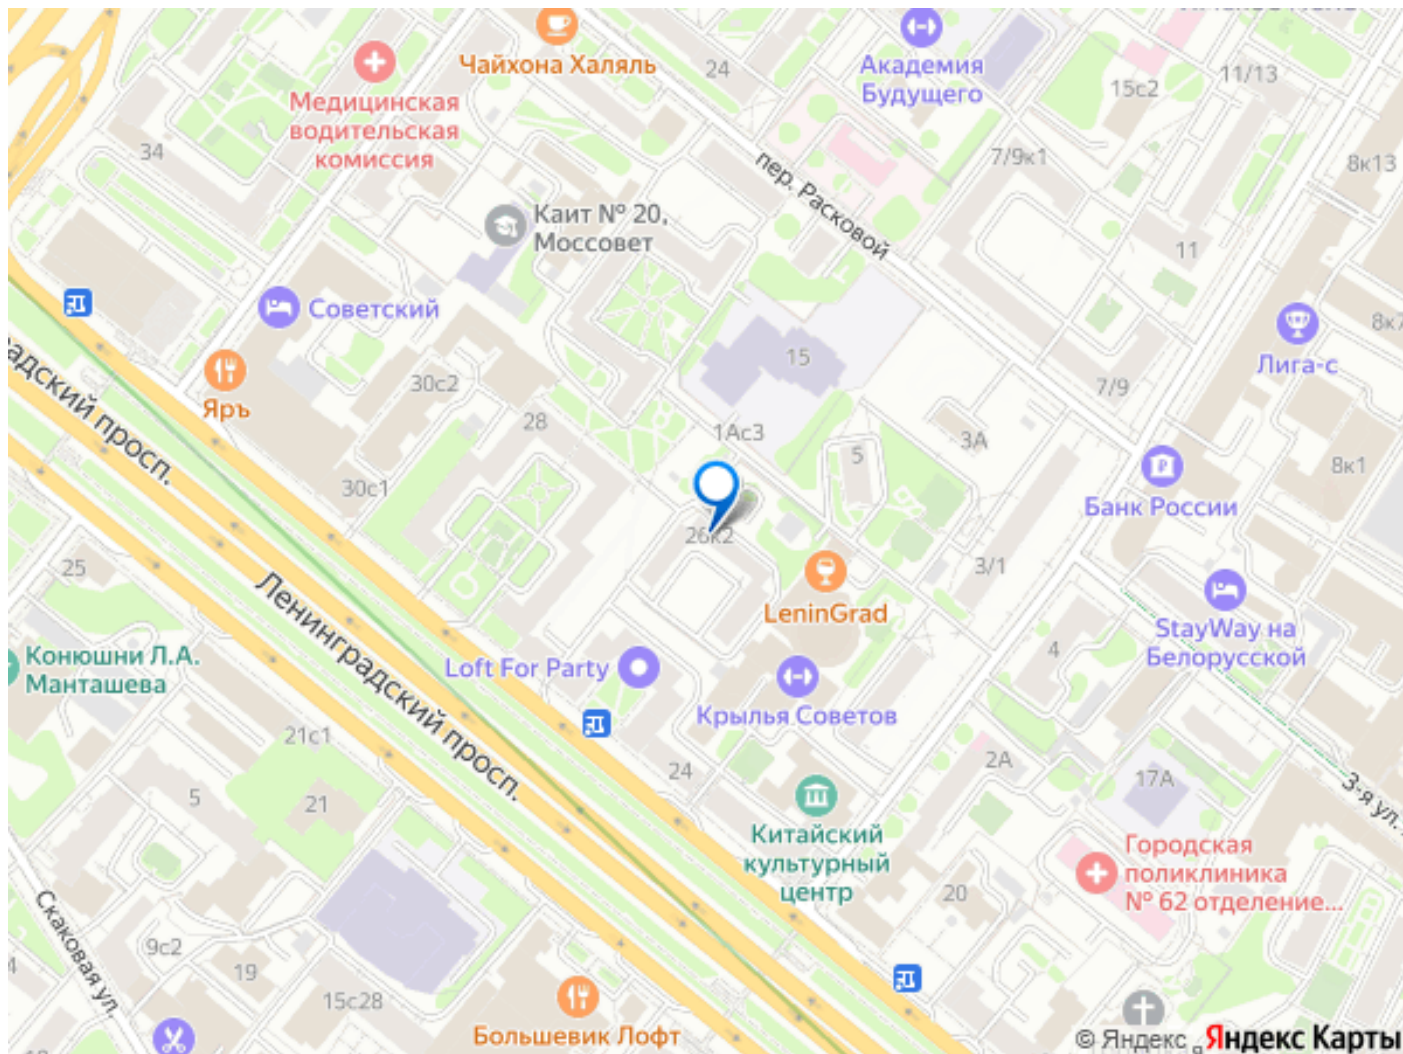 Чайхона Халяль
24
Академия
Будущего
11/13
15с2
Медицинская
водительская
комиссия
34
7/9к1
8к13
пер. Расковой
Каит № 20,
Моссовет
11
Советский
8к7
Лига-с
15
30с2
7/9
Яръ
адский просп.
28
1Ас3
3А
5
8к1
Банк России
30с1
26к2
25
3/1
LeninGrad
Ленинградский просп.
StayWay на
Белорусской
4
Конюшни Л.А.
Манташева
Loft For Party
Крылья Советов
21с1
2А
24
17А
5
21
3-я ул.
Китайский
культурный
центр
Городская
поликлиника
№ 62 отделение...
20
Скаковая ул.
9с2
4
19
15с28
Большевик Лофт
© Яндекс
Яндекс Карты